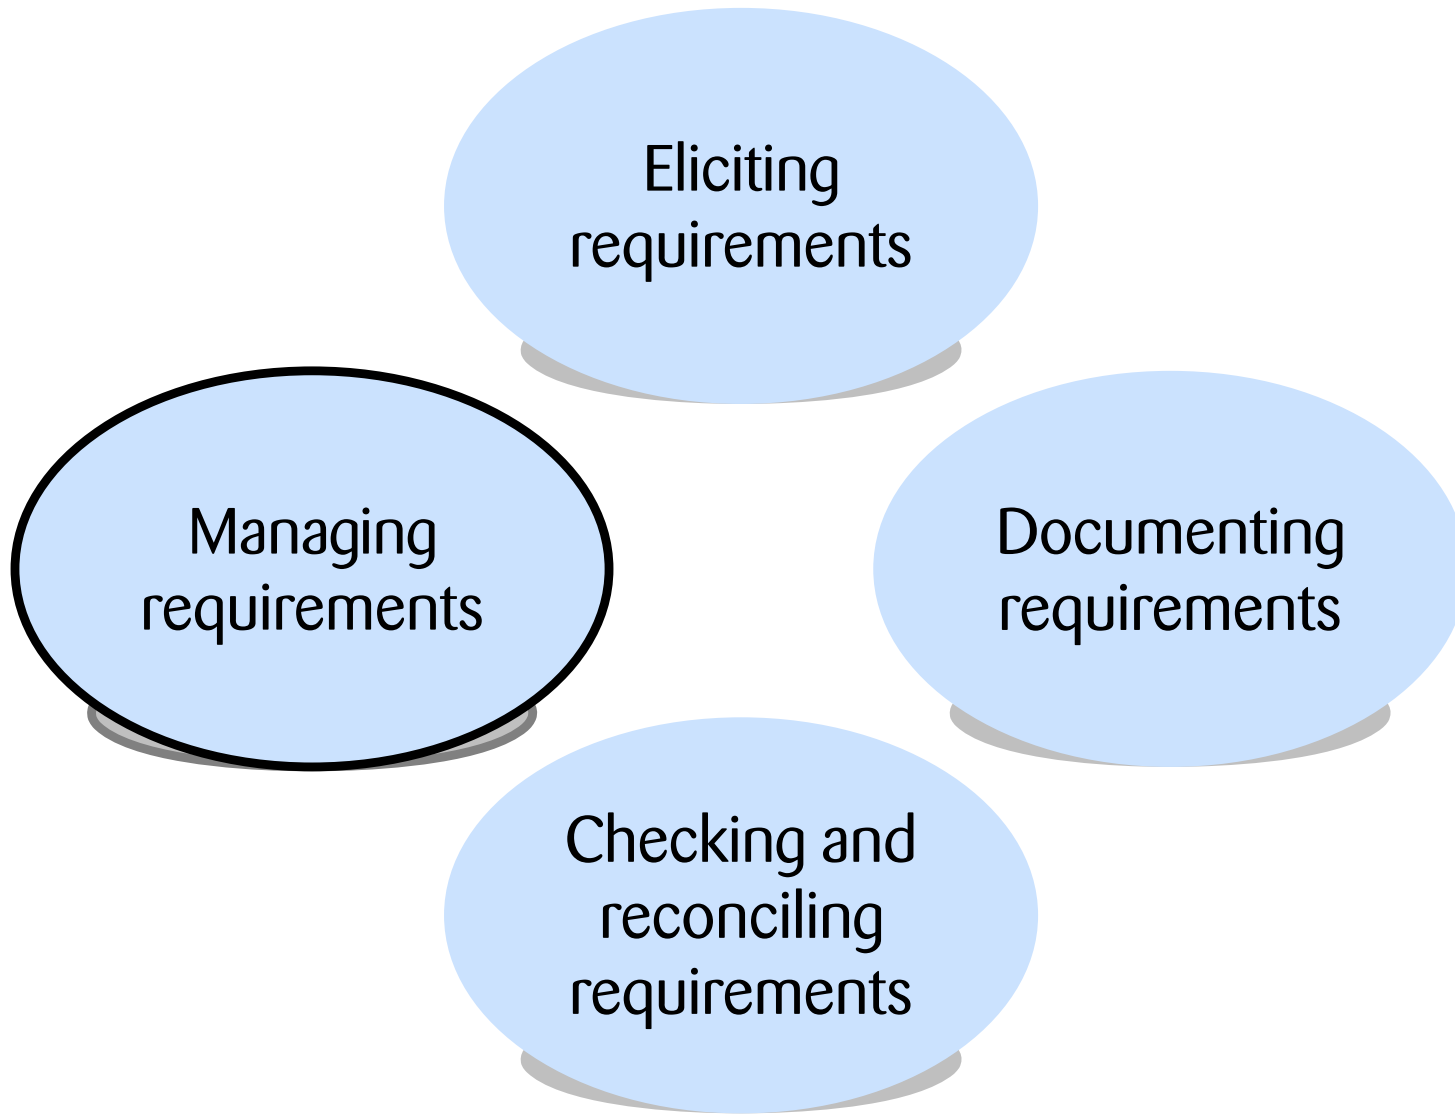 Eliciting
requirements
Managing
requirements
Documenting
requirements
Checking and
reconciling
requirements